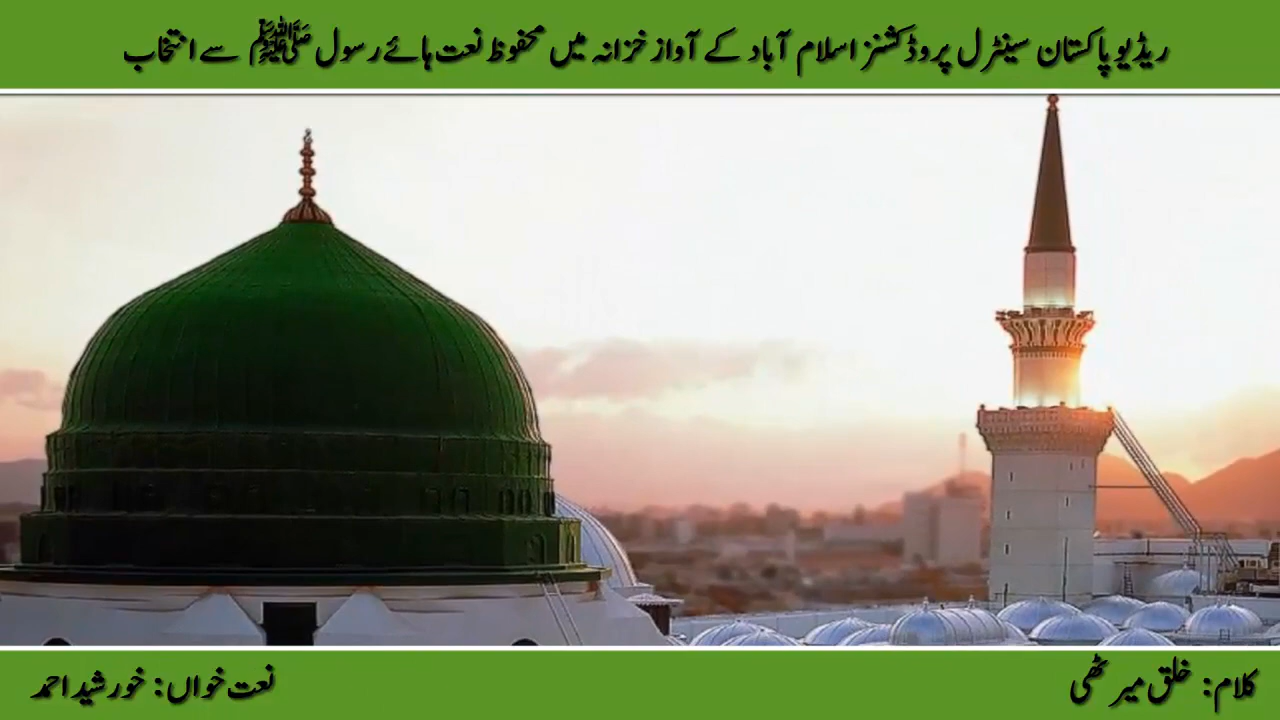 ریڈیو پاکستان سینٹرل پروڈکشنز اسلام آباد کے آواز خزانہ میں محفوظ نعت ہائے رسول ﷺ سے انتخاب
کلام: خلق میرٹھی
نعت خواں: خورشید احمد